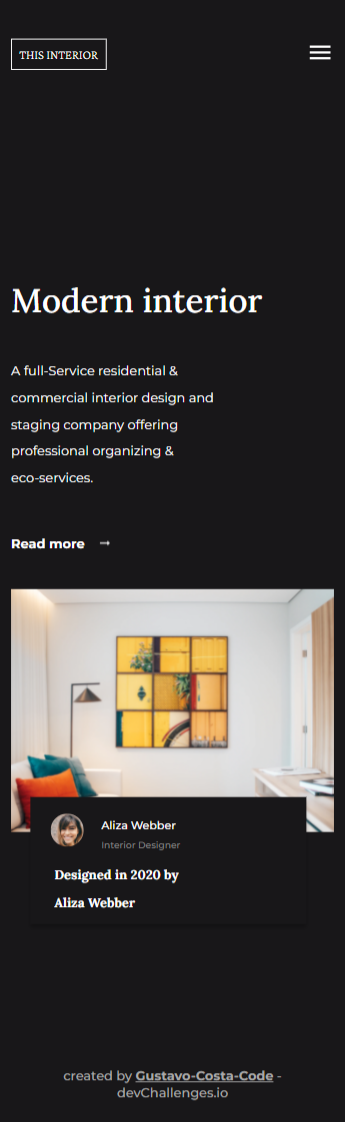 THIS INTERIOR
Modern interior
A full-Service residential &
commercial interior design and
staging company offering
professional organizing &
eco-services.
Read more →
Aliza Webber
Interior Designer
Designed in 2020 by
Aliza Webber
created by Gustavo-Costa-Code -
devChallenges.io